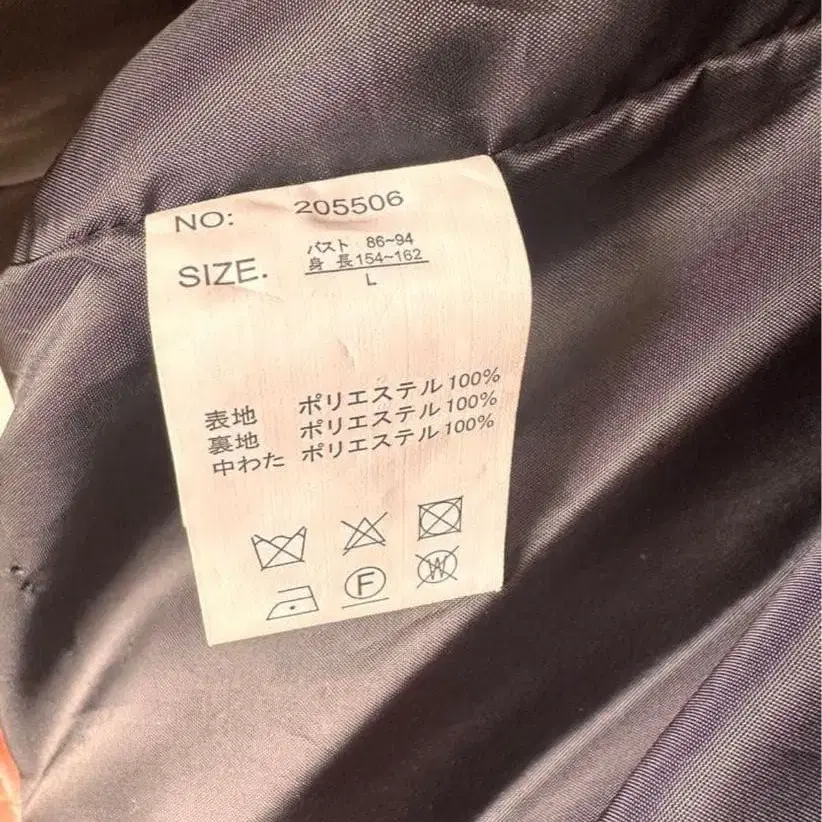 NO: 205506
SIZE. バスト 86~94
身 長154~162
L
表地 ポリエステル100%
裏地 ポリエステル100%
中わた ポリエステル100%
F W